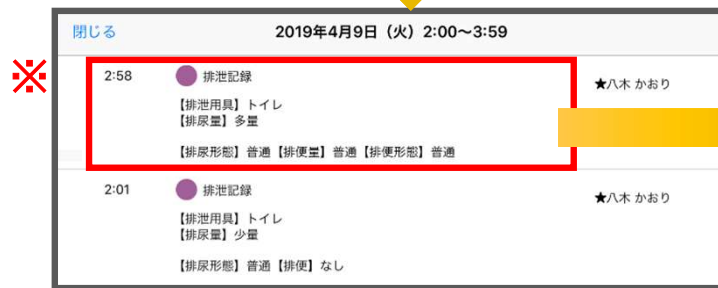 閉じる 2019年4月9日（火）2:00〜3:59
※
2:58 排泄記録 ★八木 かおり
【排泄用具】トイレ
【排尿量】多量
【排尿形態】普通【排便量】普通【排便形態】普通
2:01 排泄記録 ★八木 かおり
【排泄用具】トイレ
【排尿量】少量
【排尿形態】普通【排便】なし